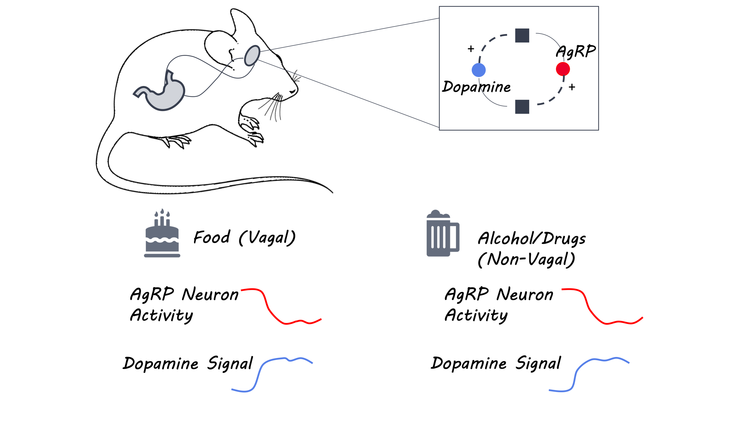 +
AgRP
Dopamine
+
Food (Vagal)
Alcohol/Drugs
(Non-Vagal)
AgRP Neuron
Activity
AgRP Neuron
Activity
Dopamine Signal
Dopamine Signal